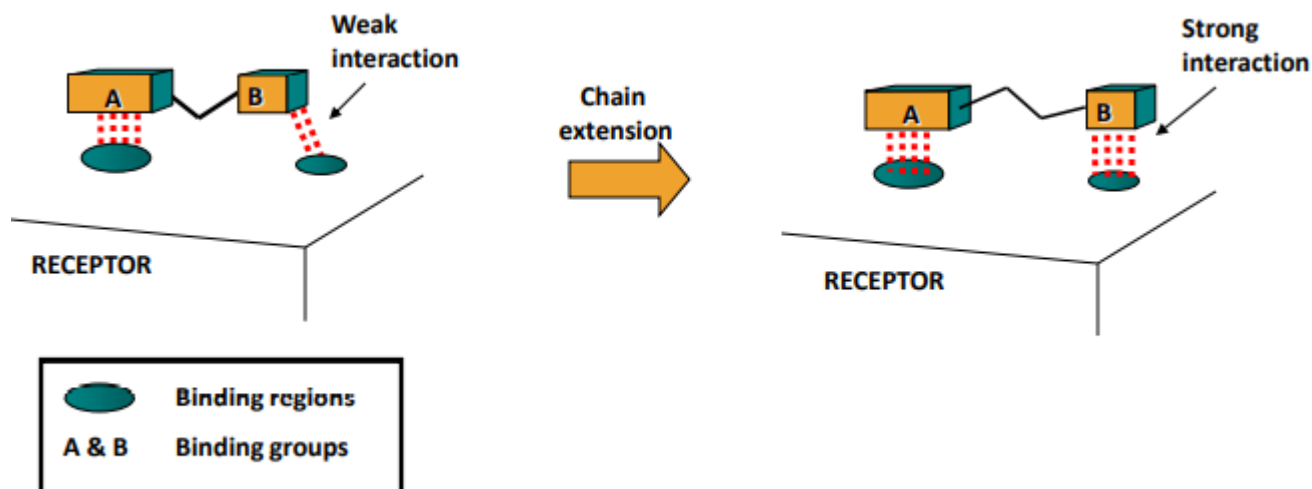 Weak
interaction
A
B
RECEPTOR
Chain
extension
Strong
interaction
A
B
RECEPTOR
Binding regions
A & B Binding groups